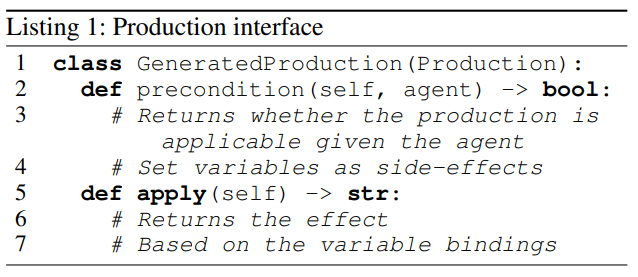 Listing 1: Production interface
1 class GeneratedProduction(Production):
2 def precondition(self, agent) -> bool:
3 # Returns whether the production is
applicable given the agent
4 # Set variables as side-effects
5 def apply(self) -> str:
6 # Returns the effect
7 # Based on the variable bindings